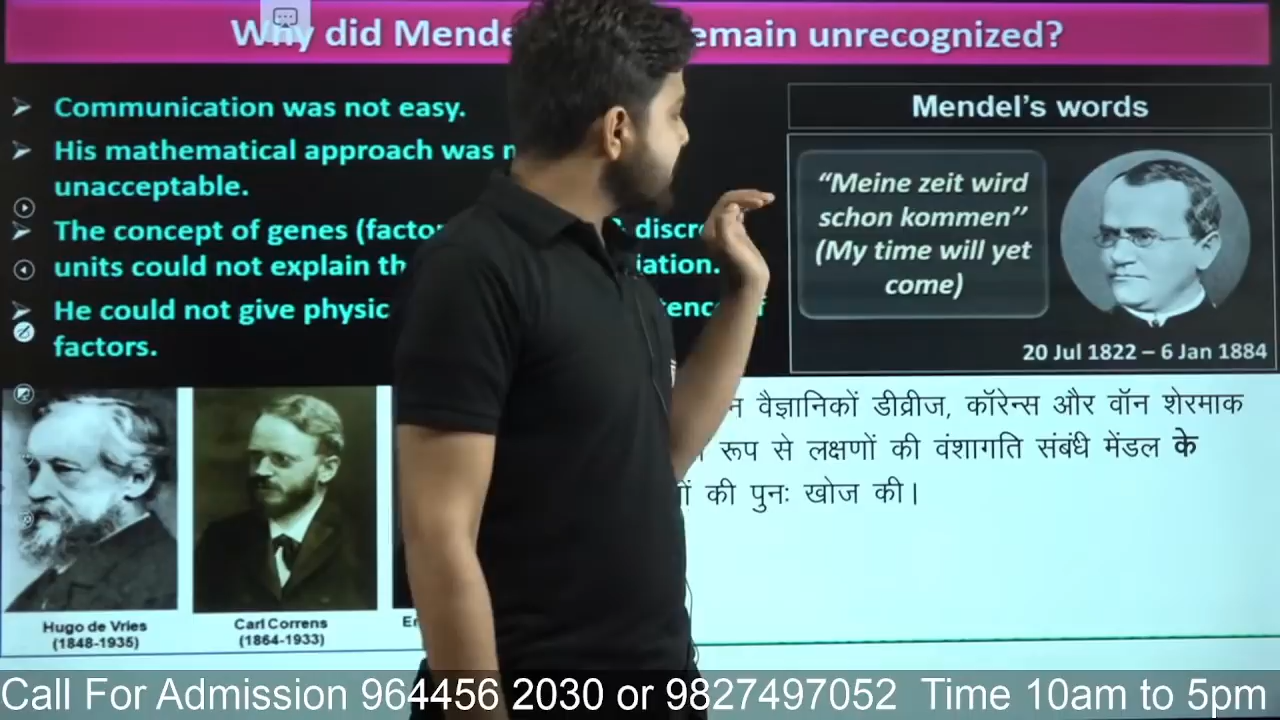 Why did Mende emain unrecognized?
Communication was not easy.
His mathematical approach was
unacceptable.
The concept of genes (factor discre
units could not explain th iation.
He could not give physic tence of
factors.
Mendel's words
"Meine zeit wird
schon kommen"
(My time will yet
come)
20 Jul 1822 – 6 Jan 1884
न वैज्ञानिकों डीव्रीज, कॉरेन्स और वॉन शेरमाक
रूप से लक्षणों की वंशागति संबंधी मेंडल के
की पुनः खोज की।
Hugo de Vries
(1848-1935)
Carl Correns
(1864-1933)
Er
Call For Admission 964456 2030 or 9827497052 Time 10am to 5pm